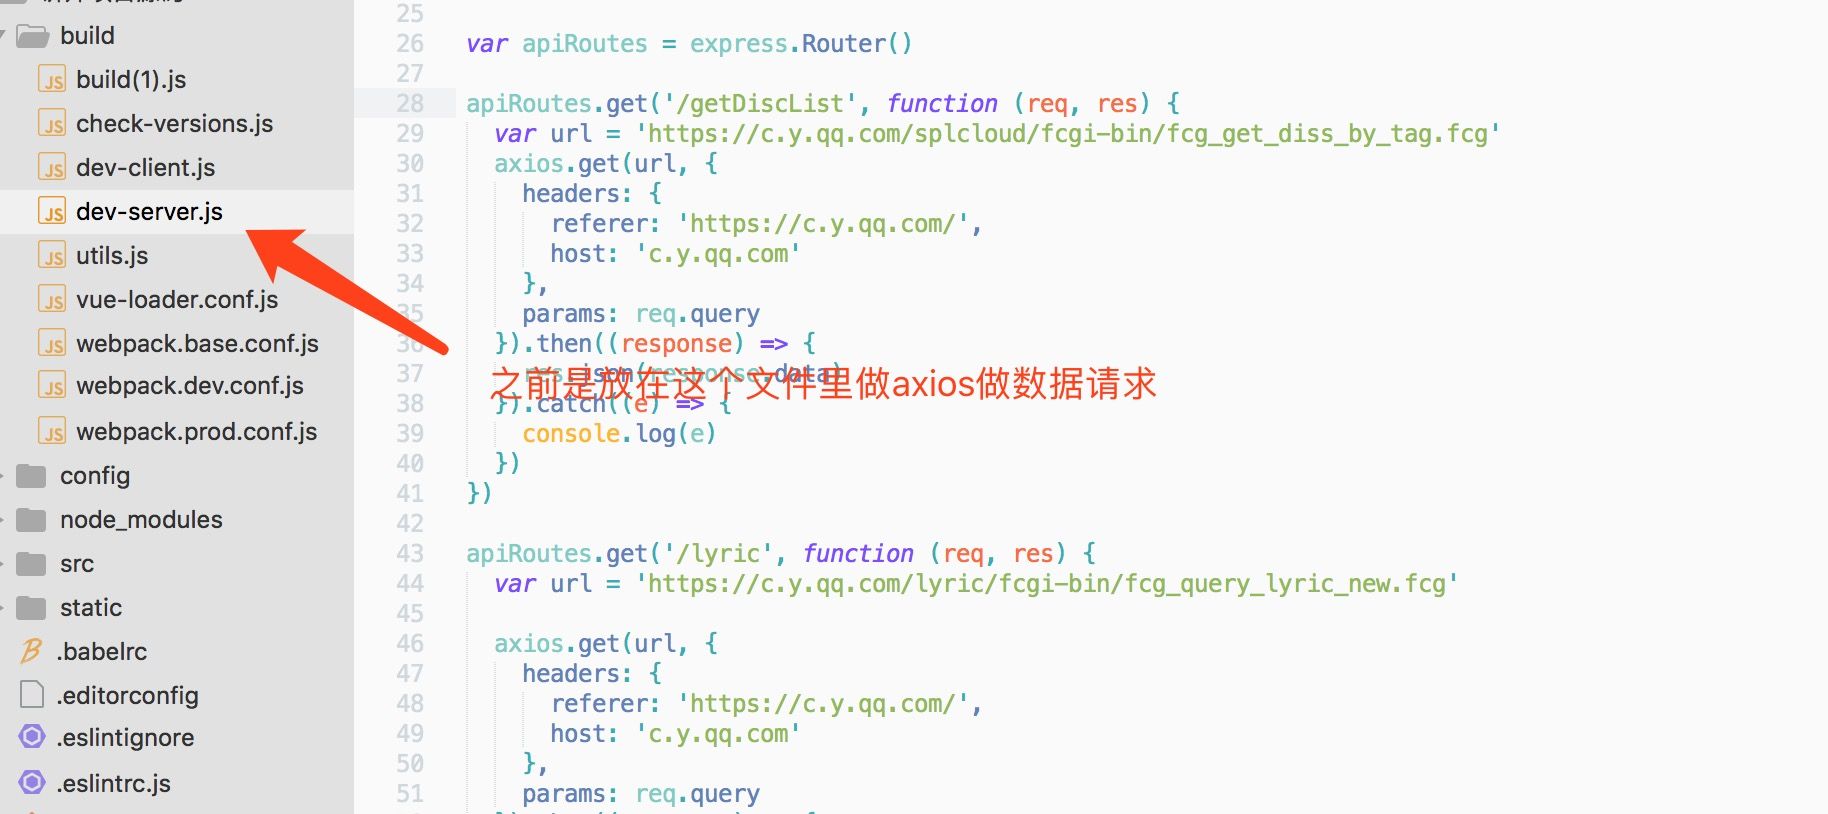 build
build(1).js
check-versions.js
dev-client.js
dev-server.js
utils.js
vue-loader.conf.js
webpack.base.conf.js
webpack.dev.conf.js
webpack.prod.conf.js
config
node_modules
src
static
.babelrc
.editorconfig
.eslintignore
.eslintrc.js
25
26 var apiRoutes = express.Router()
27
28 apiRoutes.get('/getDiscList', function (req, res) {
29 var url = 'https://c.y.qq.com/splcloud/fcgi-bin/fcg_get_diss_by_tag.fcg'
30 axios.get(url, {
31 headers: {
32 referer: 'https://c.y.qq.com/',
33 host: 'c.y.qq.com'
34 },
35 params: req.query
36 }).then((response) => {
37 res.json(response.data)
之前是放在这个文件里做axios做数据请求
38 }).catch((e) => {
39 console.log(e)
40 })
41 })
42
43 apiRoutes.get('/lyric', function (req, res) {
44 var url = 'https://c.y.qq.com/lyric/fcgi-bin/fcg_query_lyric_new.fcg'
45
46 axios.get(url, {
47 headers: {
48 referer: 'https://c.y.qq.com/',
49 host: 'c.y.qq.com'
50 },
51 params: req.query